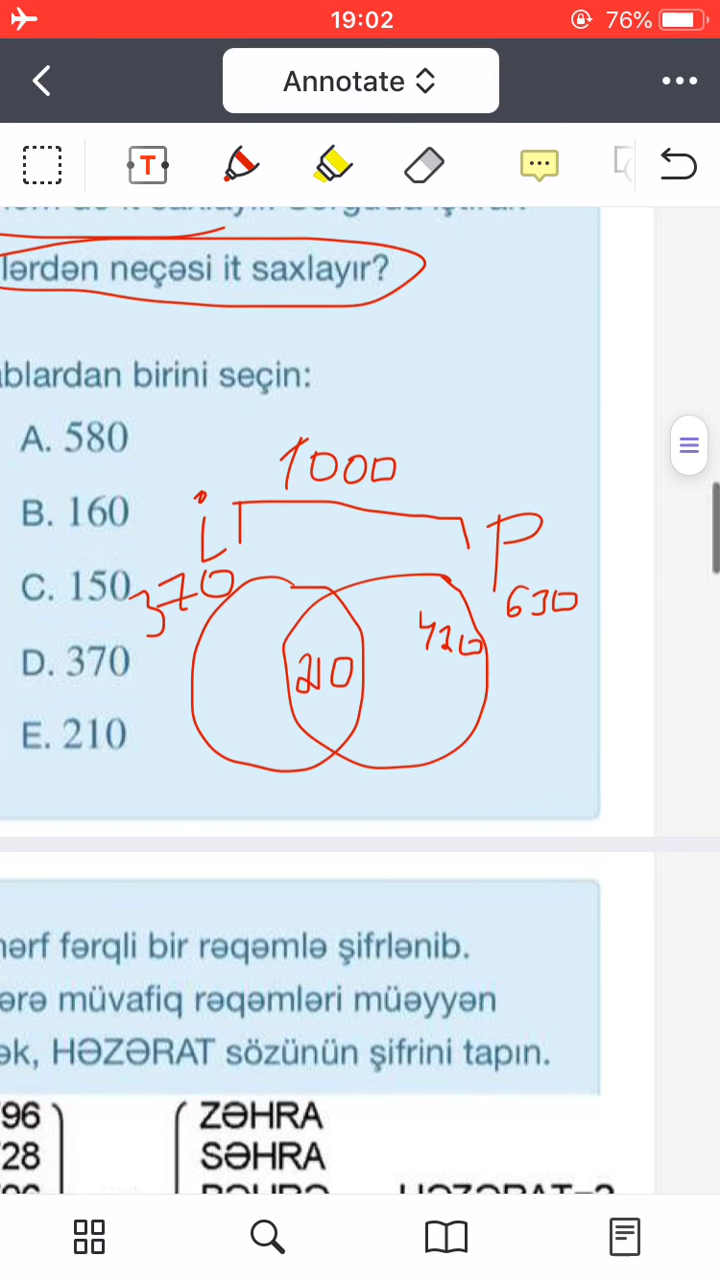 19:02
76%
Annotate
T
lərdən neçəsi it saxlayır?
ablardan birini seçin:
A. 580
1000
B. 160
i
P
C. 150
370
630
420
D. 370
210
E. 210
hərf fərqli bir rəqəmlə şifrlənib.
ərə müvafiq rəqəmləri müəyyən
ək, HƏZƏRAT sözünün şifrini tapın.
96
ZƏHRA
28
SƏHRA